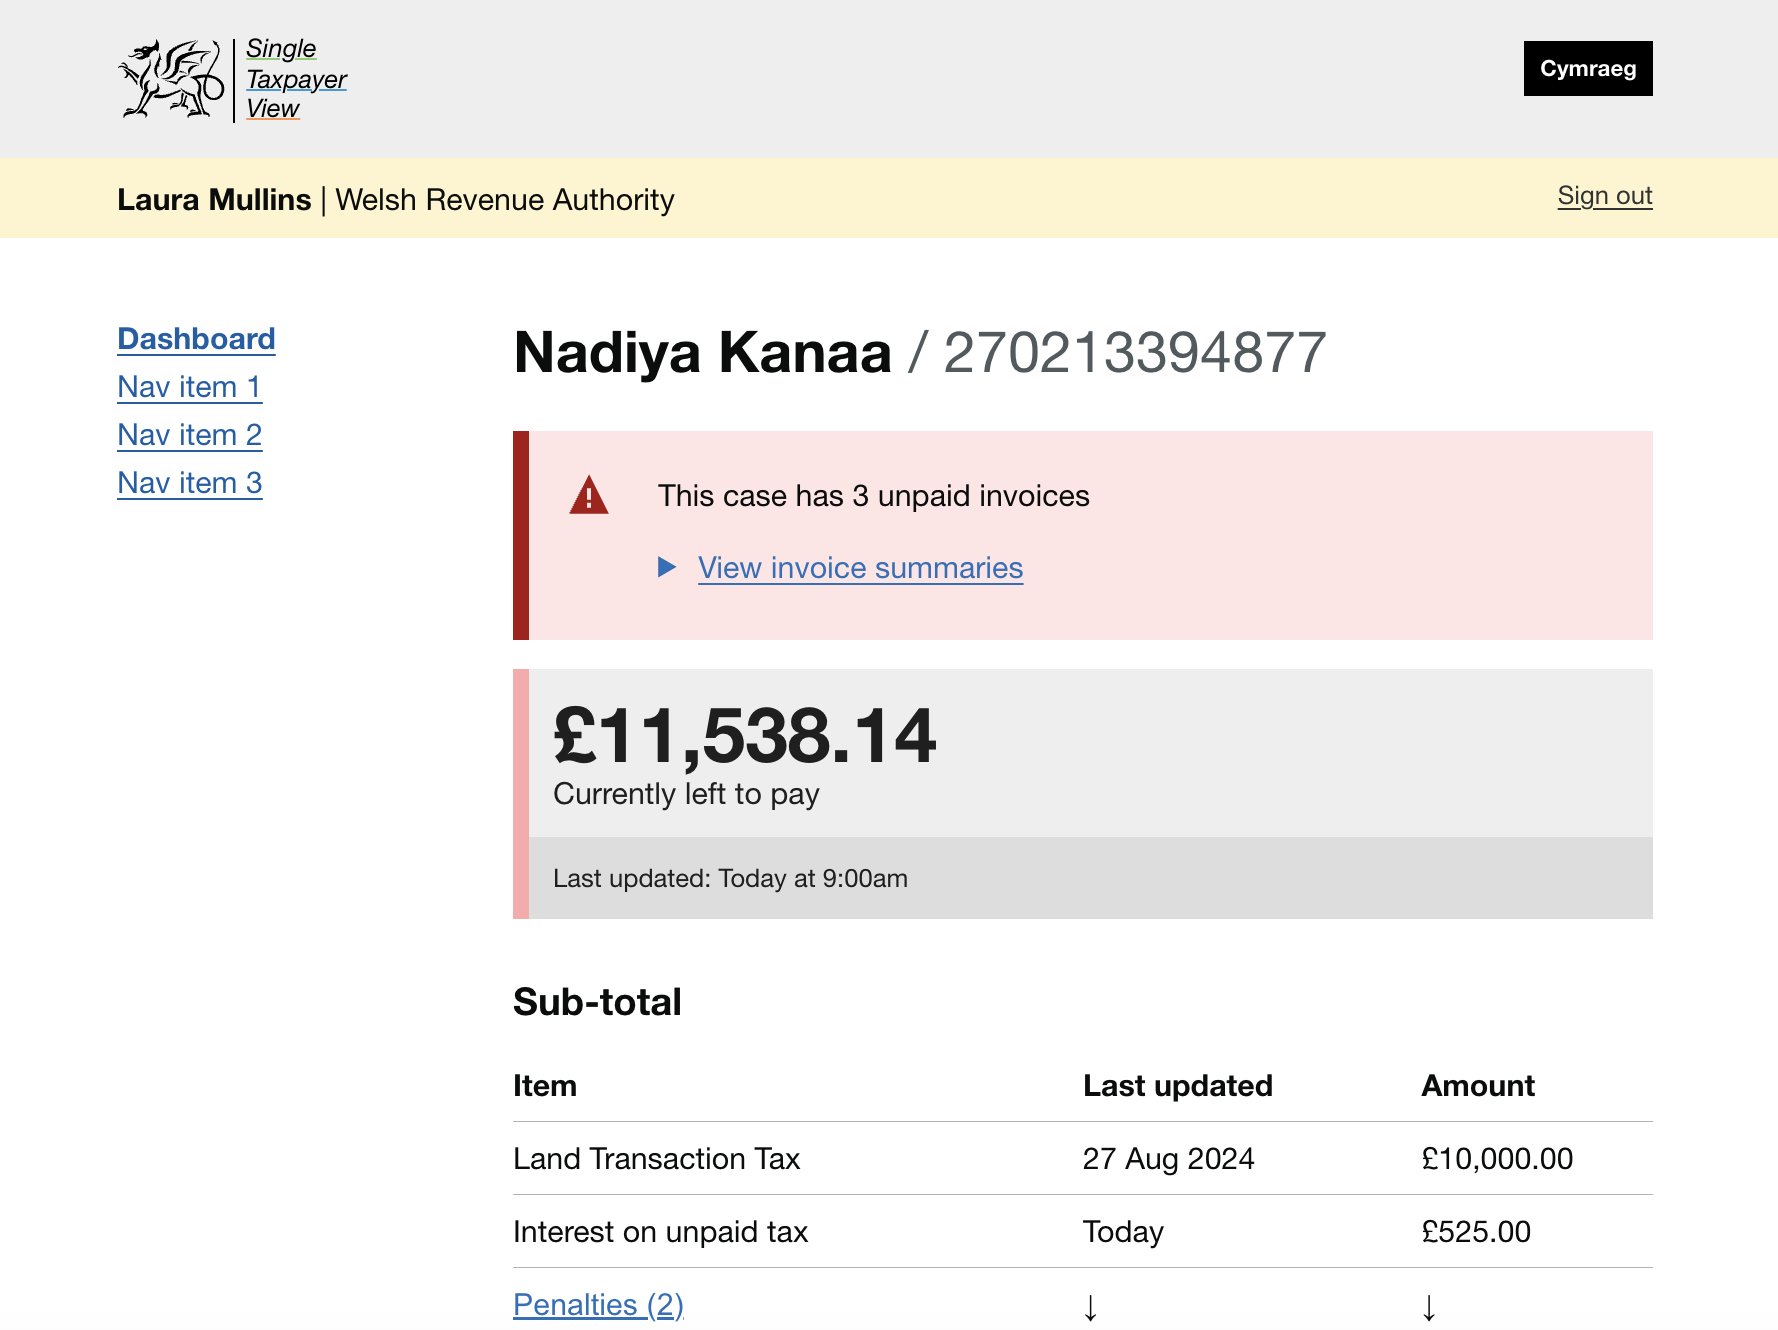 Single
Taxpayer
View
Cymraeg
Laura Mullins | Welsh Revenue Authority
Sign out
Dashboard
Nav item 1
Nav item 2
Nav item 3
Nadiya Kanaa / 270213394877
This case has 3 unpaid invoices
View invoice summaries
£11,538.14
Currently left to pay
Last updated: Today at 9:00am
Sub-total
Item Last updated Amount
Land Transaction Tax 27 Aug 2024 £10,000.00
Interest on unpaid tax Today £525.00
Penalties (2) ↓ ↓